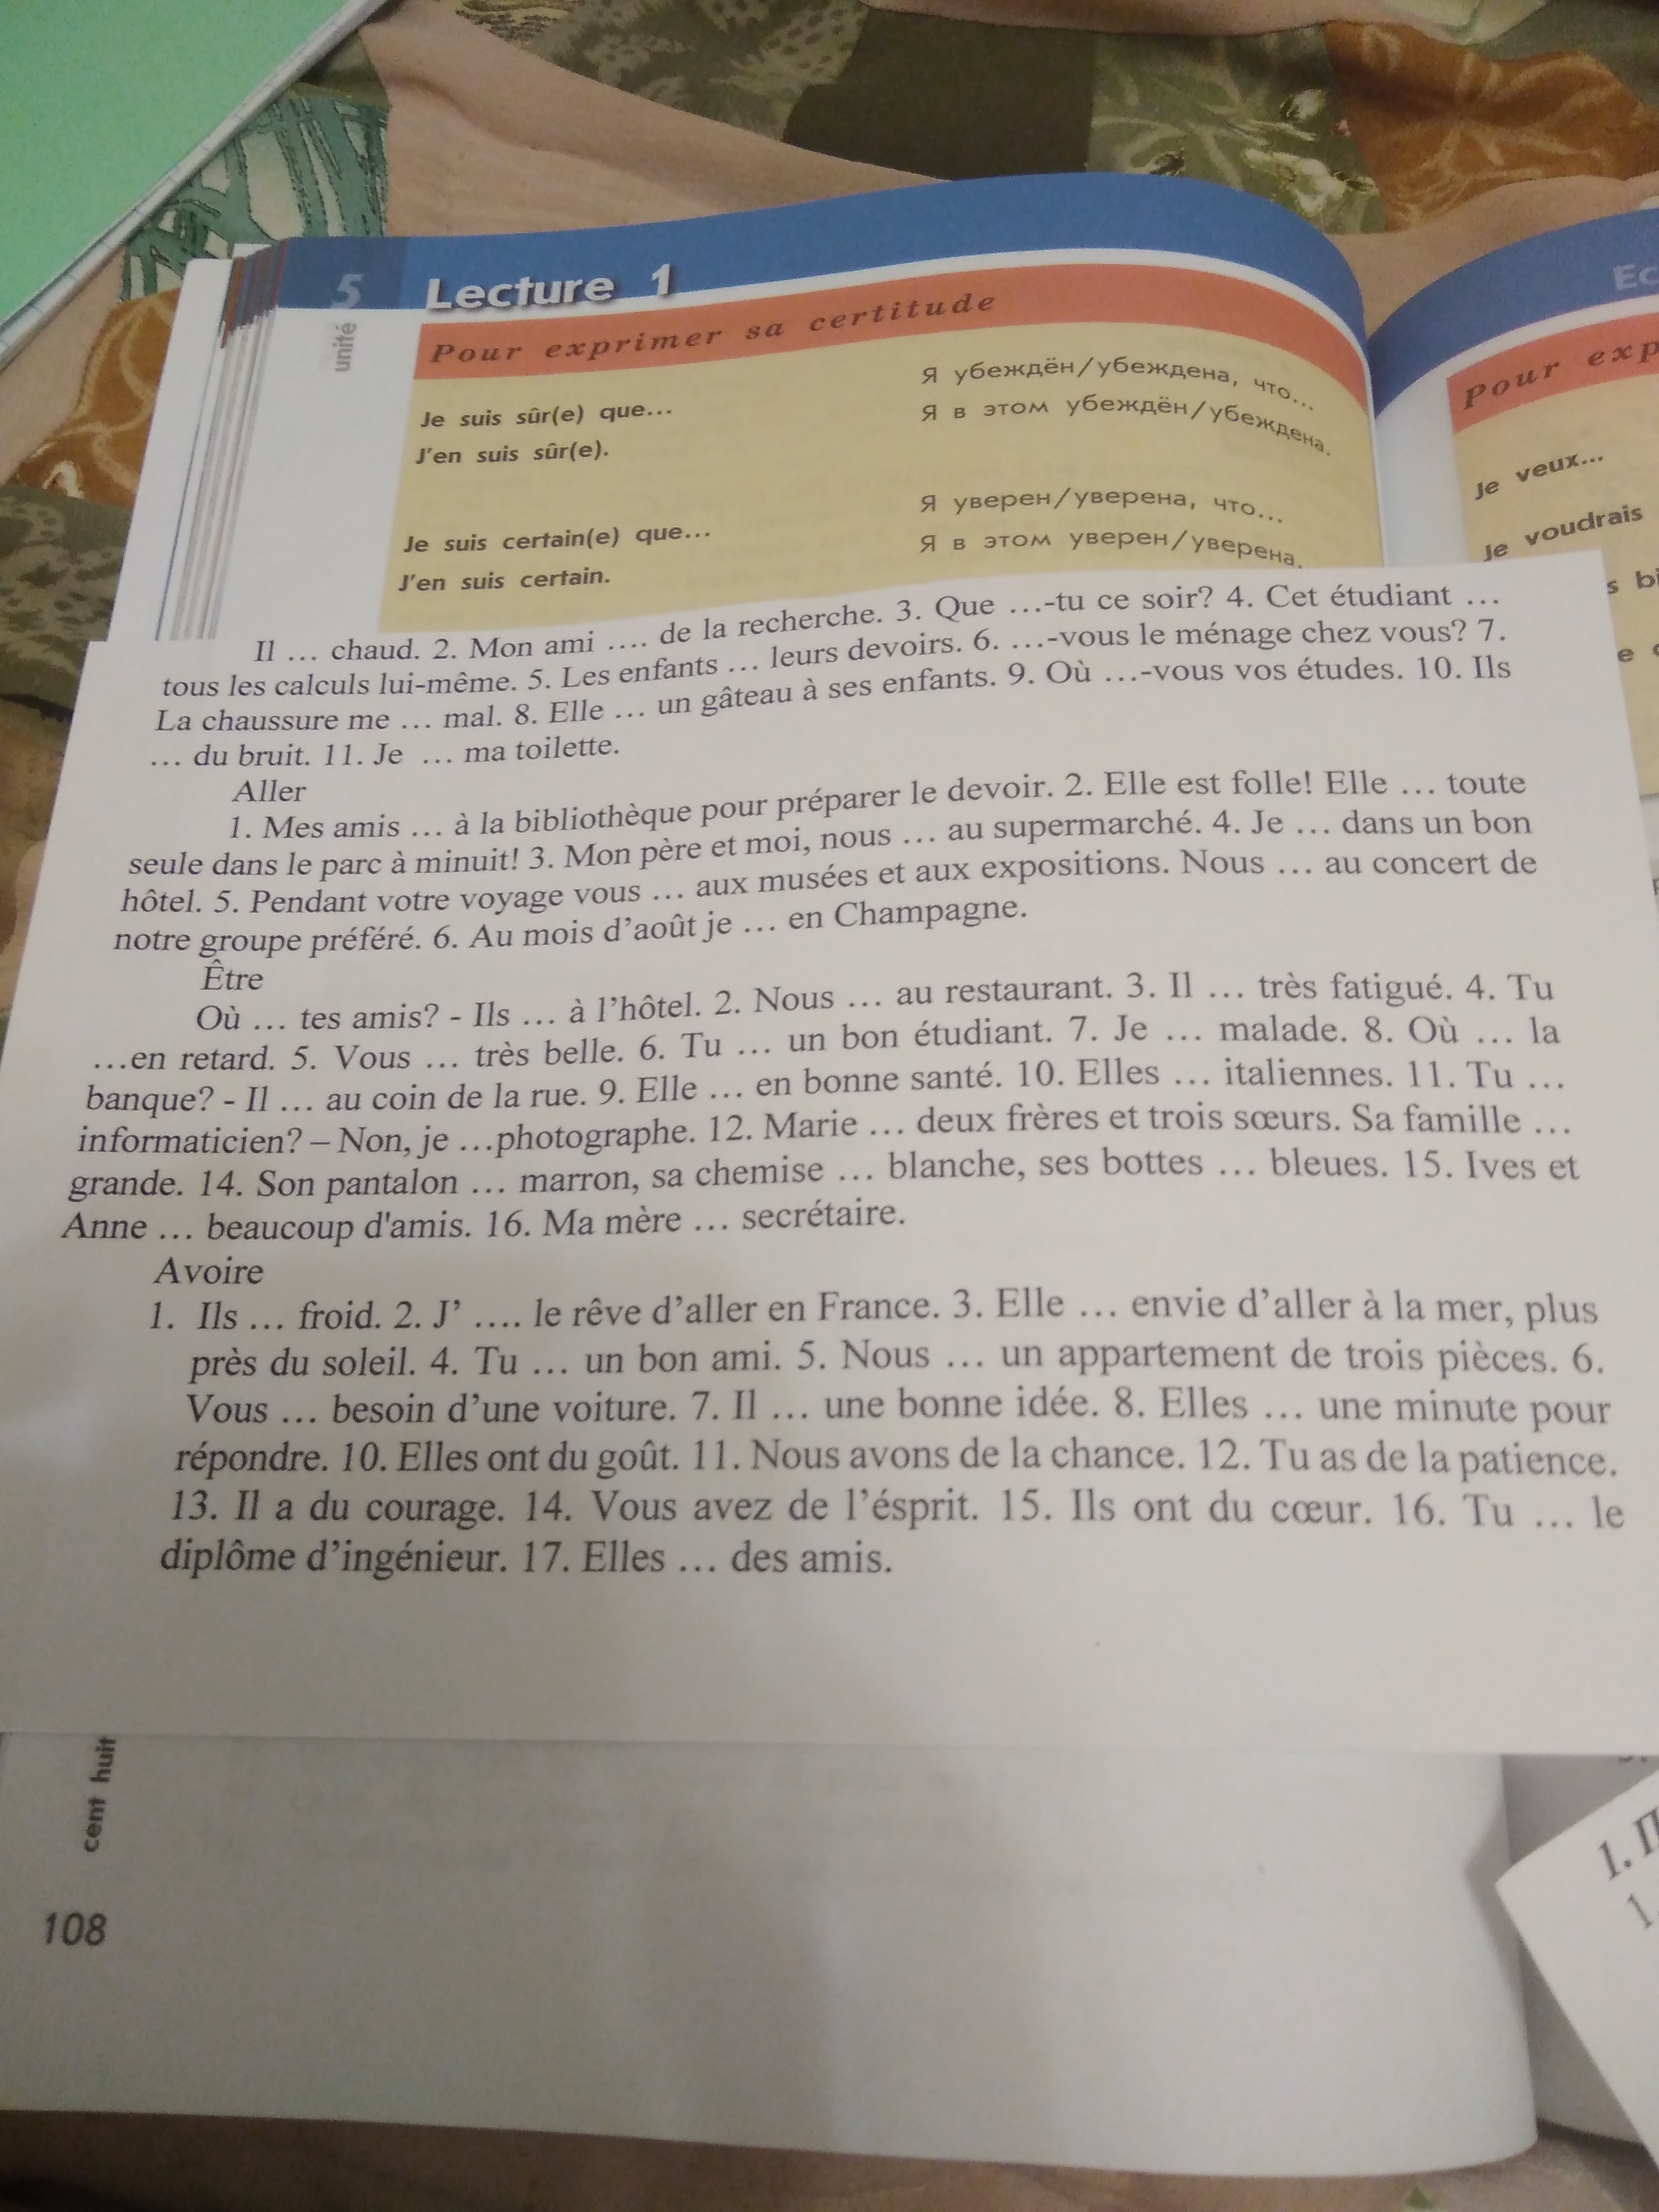 5
unité
Lecture 1
Pour exprimer sa certitude
Je suis sûr(e) que...
Я убеждён/убеждена, что...
J'en suis sûr(e).
Я в этом убеждён/убеждена.
Je suis certain(e) que...
Я уверен/уверена, что...
J'en suis certain.
Я в этом уверен/уверена.
Ec
Pour exp
Je veux...
Je voudrais
s bi
e
Il … chaud. 2. Mon ami …. de la recherche. 3. Que …-tu ce soir? 4. Cet étudiant …
tous les calculs lui-même. 5. Les enfants … leurs devoirs. 6. …-vous le ménage chez vous? 7.
La chaussure me … mal. 8. Elle … un gâteau à ses enfants. 9. Où …-vous vos études. 10. Ils
… du bruit. 11. Je … ma toilette.
Aller
1. Mes amis … à la bibliothèque pour préparer le devoir. 2. Elle est folle! Elle … toute
seule dans le parc à minuit! 3. Mon père et moi, nous … au supermarché. 4. Je … dans un bon
hôtel. 5. Pendant votre voyage vous … aux musées et aux expositions. Nous … au concert de
notre groupe préféré. 6. Au mois d’août je … en Champagne.
Être
Où … tes amis? - Ils … à l’hôtel. 2. Nous … au restaurant. 3. Il … très fatigué. 4. Tu
…en retard. 5. Vous … très belle. 6. Tu … un bon étudiant. 7. Je … malade. 8. Où … la
banque? - Il … au coin de la rue. 9. Elle … en bonne santé. 10. Elles … italiennes. 11. Tu …
informaticien? – Non, je …photographe. 12. Marie … deux frères et trois sœurs. Sa famille …
grande. 14. Son pantalon … marron, sa chemise … blanche, ses bottes … bleues. 15. Ives et
Anne … beaucoup d'amis. 16. Ma mère … secrétaire.
Avoire
1. Ils … froid. 2. J’ …. le rêve d’aller en France. 3. Elle … envie d’aller à la mer, plus
près du soleil. 4. Tu … un bon ami. 5. Nous … un appartement de trois pièces. 6.
Vous … besoin d’une voiture. 7. Il … une bonne idée. 8. Elles … une minute pour
répondre. 10. Elles ont du goût. 11. Nous avons de la chance. 12. Tu as de la patience.
13. Il a du courage. 14. Vous avez de l’ésprit. 15. Ils ont du cœur. 16. Tu … le
diplôme d’ingénieur. 17. Elles … des amis.
cent huit
108
1. П
1.